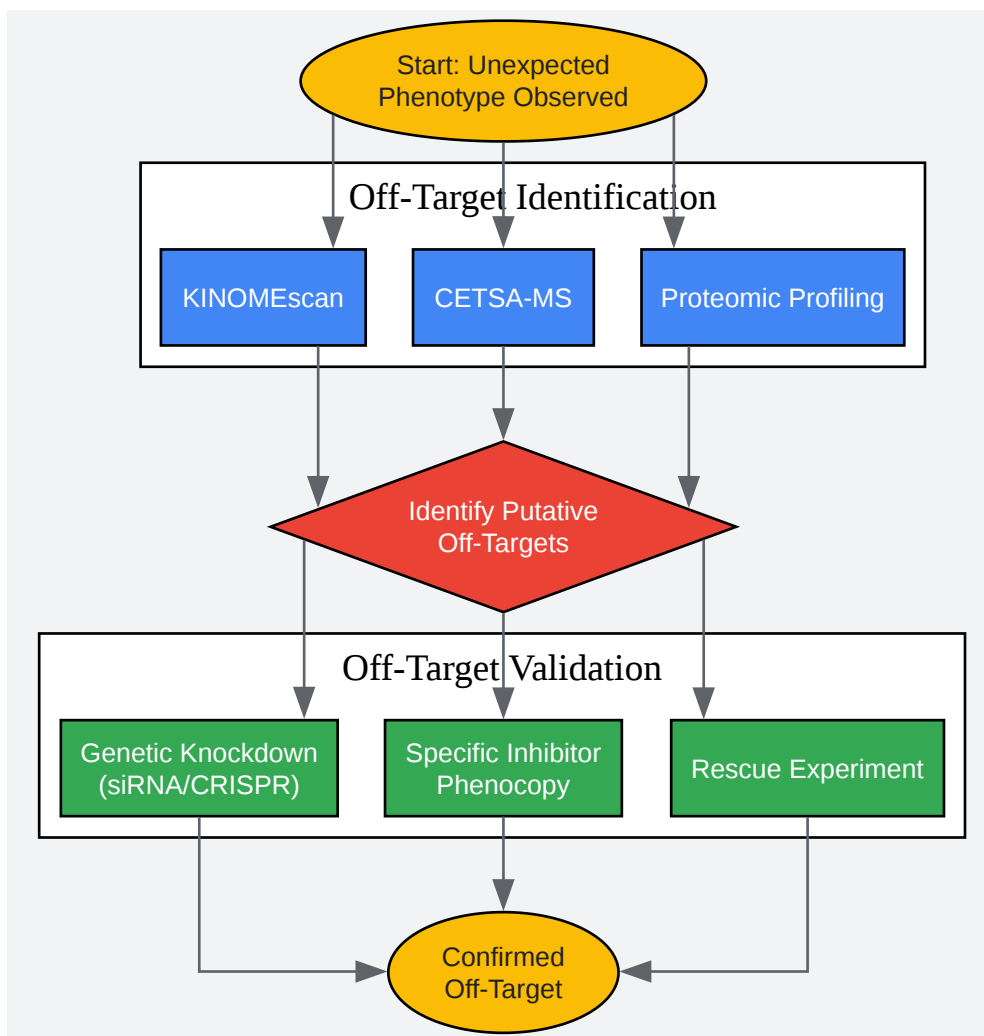 Start: Unexpected
Phenotype Observed
Off-Target Identification
KINOMEscan
CETSA-MS
Proteomic Profiling
Identify Putative
Off-Targets
Off-Target Validation
Genetic Knockdown
(siRNA/CRISPR)
Specific Inhibitor
Phenocopy
Rescue Experiment
Confirmed
Off-Target